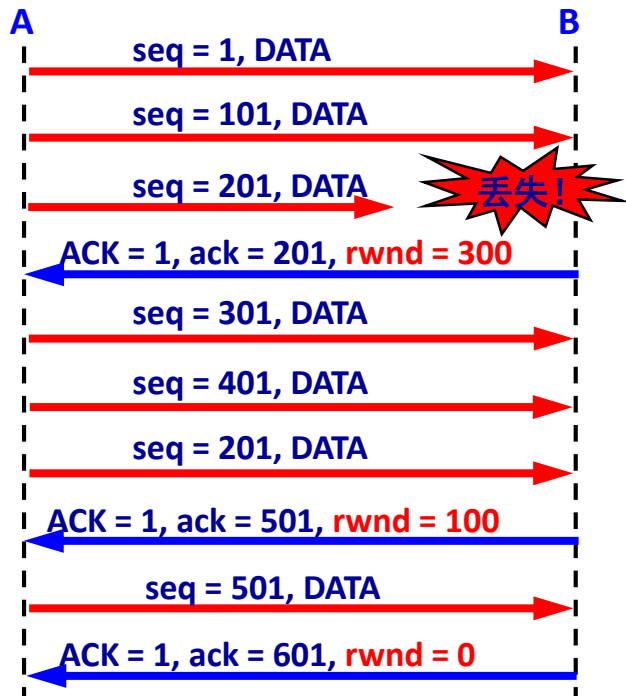 A B
seq = 1, DATA
seq = 101, DATA
seq = 201, DATA
丢失!
ACK = 1, ack = 201, rwnd = 300
seq = 301, DATA
seq = 401, DATA
seq = 201, DATA
ACK = 1, ack = 501, rwnd = 100
seq = 501, DATA
ACK = 1, ack = 601, rwnd = 0